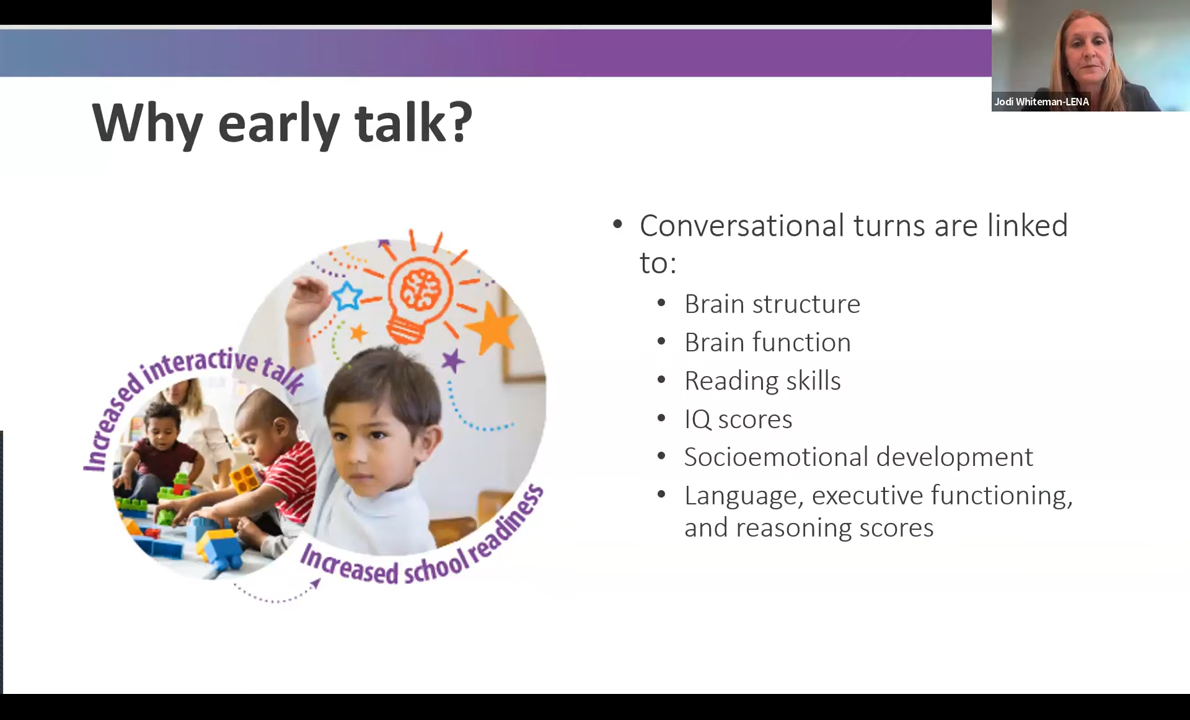 Jodi Whiteman-LENA
Why early talk?
Increased interactive talk
Increased school readiness
• Conversational turns are linked
to:
• Brain structure
• Brain function
• Reading skills
• IQ scores
• Socioemotional development
• Language, executive functioning,
and reasoning scores